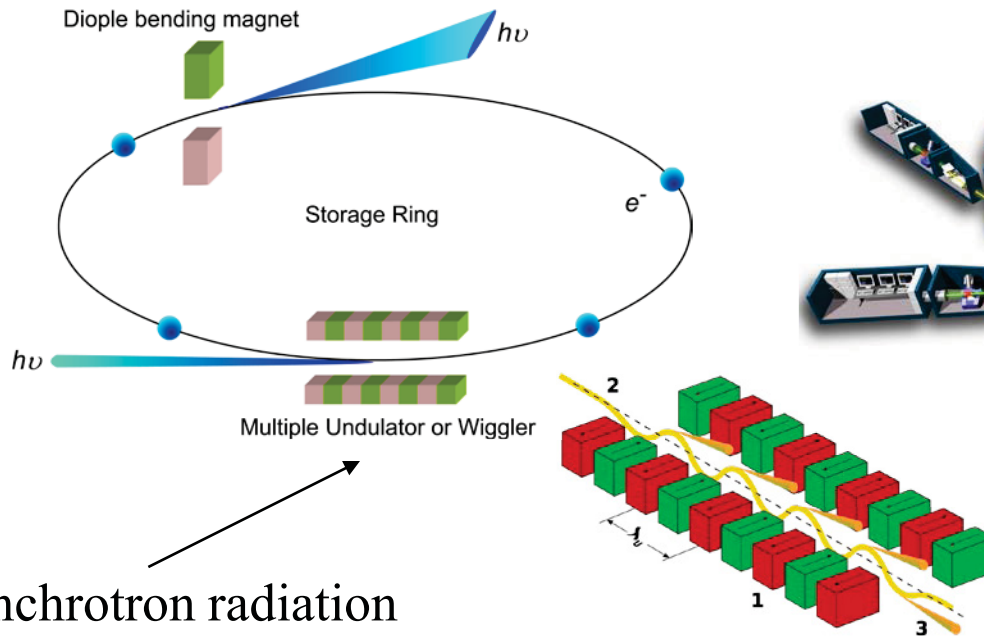 Diople bending magnet
hυ
e⁻
Storage Ring
hυ
Multiple Undulator or Wiggler
2
1
3
nchrotron radiation